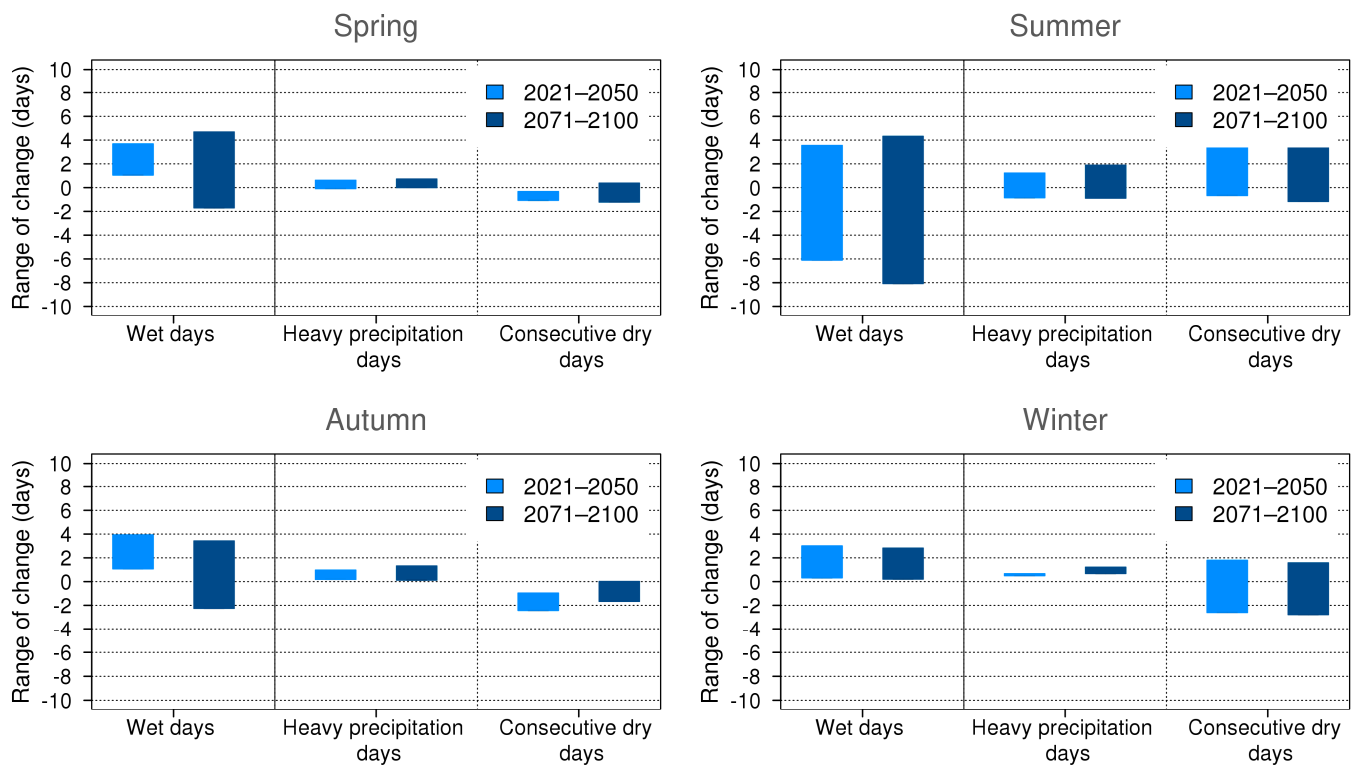 Spring
Range of change (days)
10
8
6
4
2
0
-2
-4
-6
-8
-10
2021–2050
2071–2100
Wet days
Heavy precipitation
days
Consecutive dry
days
Summer
Range of change (days)
10
8
6
4
2
0
-2
-4
-6
-8
-10
2021–2050
2071–2100
Wet days
Heavy precipitation
days
Consecutive dry
days
Autumn
Range of change (days)
10
8
6
4
2
0
-2
-4
-6
-8
-10
2021–2050
2071–2100
Wet days
Heavy precipitation
days
Consecutive dry
days
Winter
Range of change (days)
10
8
6
4
2
0
-2
-4
-6
-8
-10
2021–2050
2071–2100
Wet days
Heavy precipitation
days
Consecutive dry
days